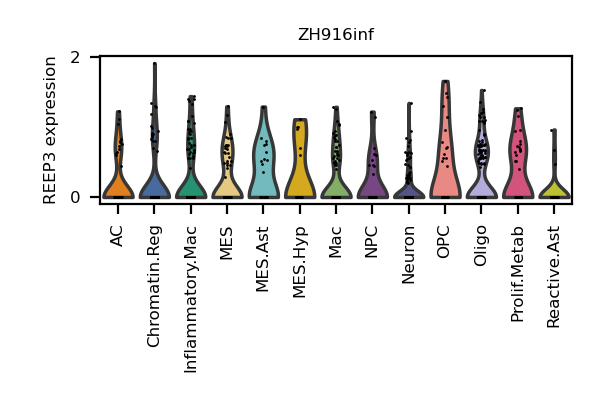 ZH916inf
REEP3 expression
2
0
AC
Chromatin.Reg
Inflammatory.Mac
MES
MES.Ast
MES.Hyp
Mac
NPC
Neuron
OPC
Oligo
Prolif.Metab
Reactive.Ast